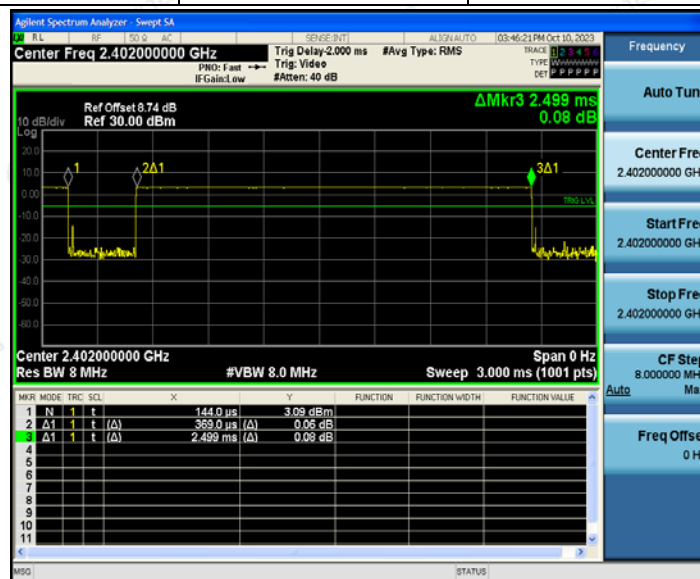 Agilent Spectrum Analyzer - Swept SA
RL RF 50 Ω AC SENSE:INT ALIGN AUTO 03:46:21 PM Oct 10, 2023
Center Freq 2.402000000 GHz
PNO: Fast
IFGain:Low
Trig Delay-2.000 ms
Trig: Video
#Atten: 40 dB
#Avg Type: RMS
TRACE 1 2 3 4 5 6
TYPE WWWWWW
DET P P P P P P
Frequency
Auto Tun
Center Fre
2.402000000 GH
Start Fre
2.402000000 GH
Stop Fre
2.402000000 GH
CF Step
8.000000 MH
Auto Ma
Freq Offse
0 H
Ref Offset 8.74 dB
10 dB/div Ref 30.00 dBm
Log
ΔMkr3 2.499 ms
0.08 dB
20.0
10.0
0.00
-10.0
-20.0
-30.0
-40.0
-50.0
-60.0
1
2Δ1
3Δ1
TRIG LVL
Center 2.402000000 GHz Span 0 Hz
Res BW 8 MHz #VBW 8.0 MHz Sweep 3.000 ms (1001 pts)
MKR MODE TRC SCL X Y FUNCTION FUNCTION WIDTH FUNCTION VALUE
1 N 1 t 144.0 µs 3.09 dBm
2 Δ1 1 t (Δ) 369.0 µs (Δ) 0.06 dB
3 Δ1 1 t (Δ) 2.499 ms (Δ) 0.08 dB
4
5
6
7
8
9
10
11
MSG STATUS